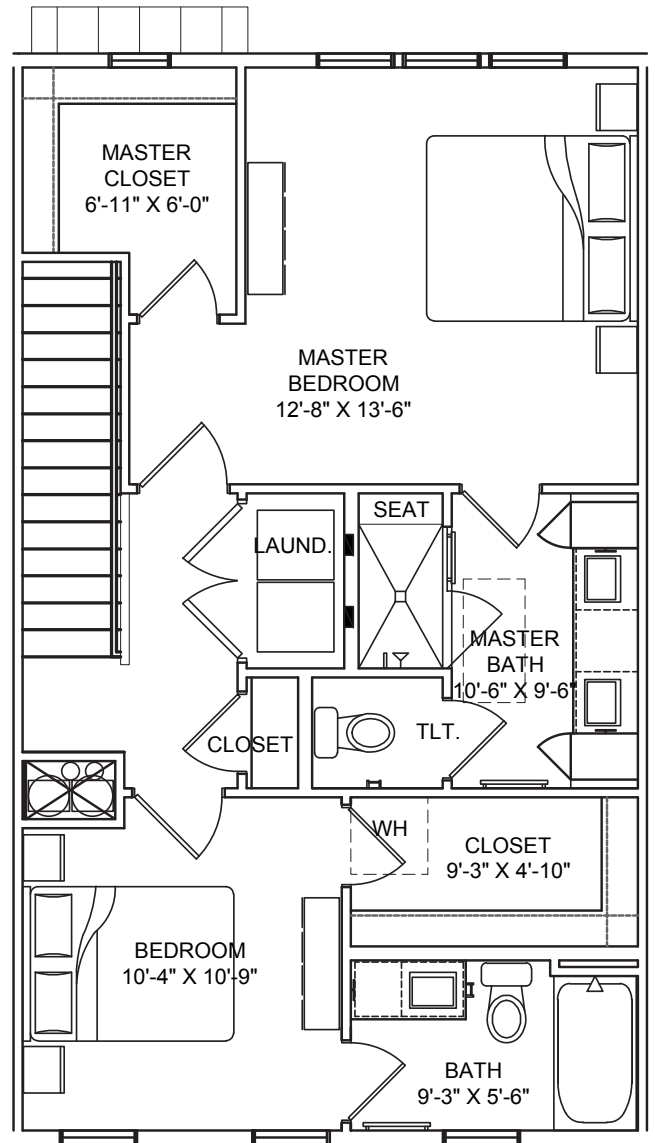 MASTER
CLOSET
6'-11" X 6'-0"
MASTER
BEDROOM
12'-8" X 13'-6"
LAUND.
SEAT
MASTER
BATH
10'-6" X 9'-6"
CLOSET
TLT.
WH
CLOSET
9'-3" X 4'-10"
BEDROOM
10'-4" X 10'-9"
BATH
9'-3" X 5'-6"